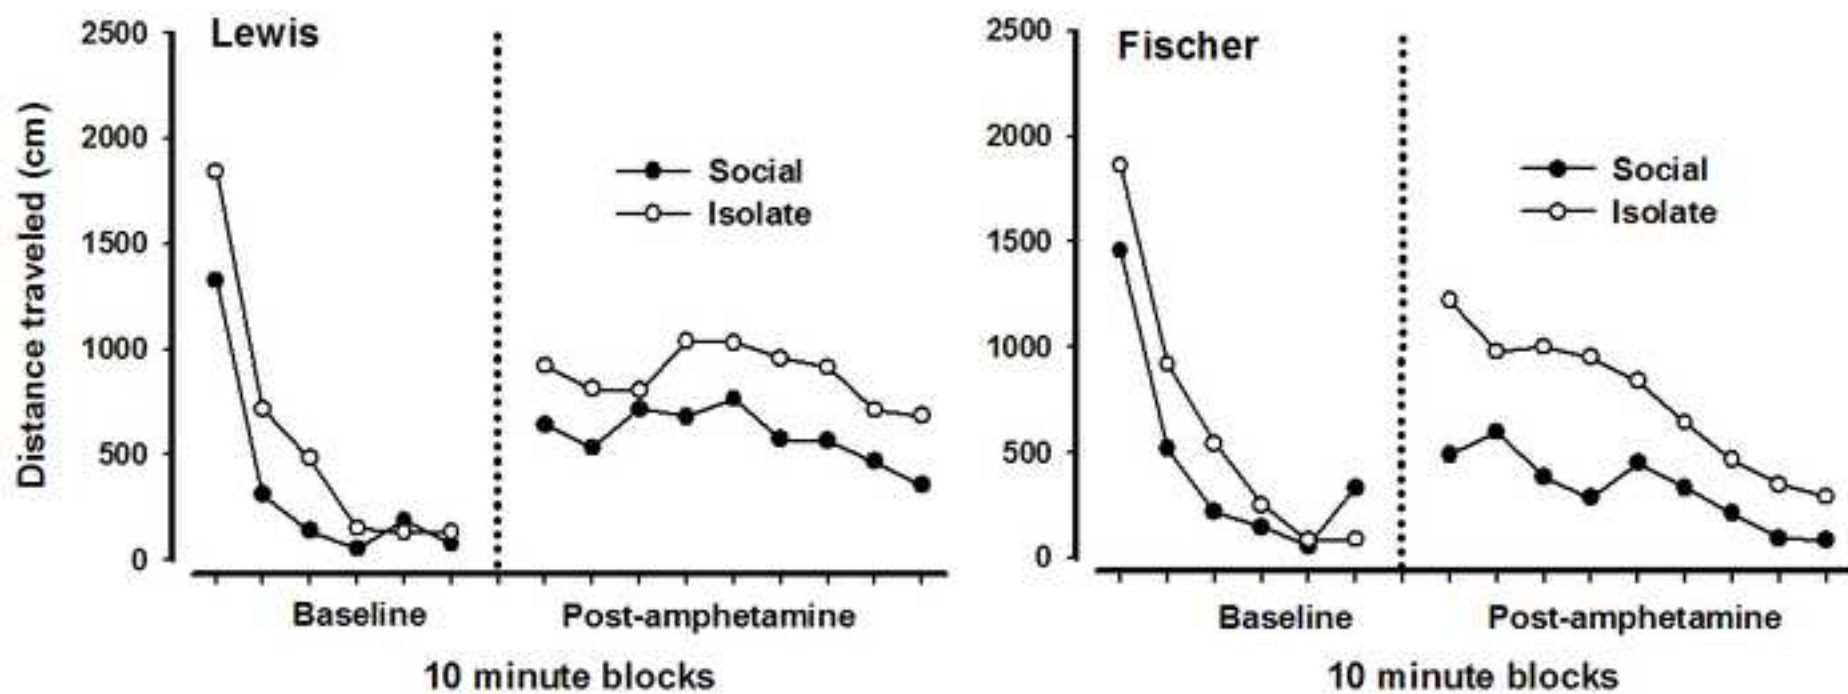 Lewis
2500
2000
1500
1000
500
0
Distance traveled (cm)
Social
Isolate
Baseline
Post-amphetamine
10 minute blocks
Fischer
2500
2000
1500
1000
500
0
Social
Isolate
Baseline
Post-amphetamine
10 minute blocks